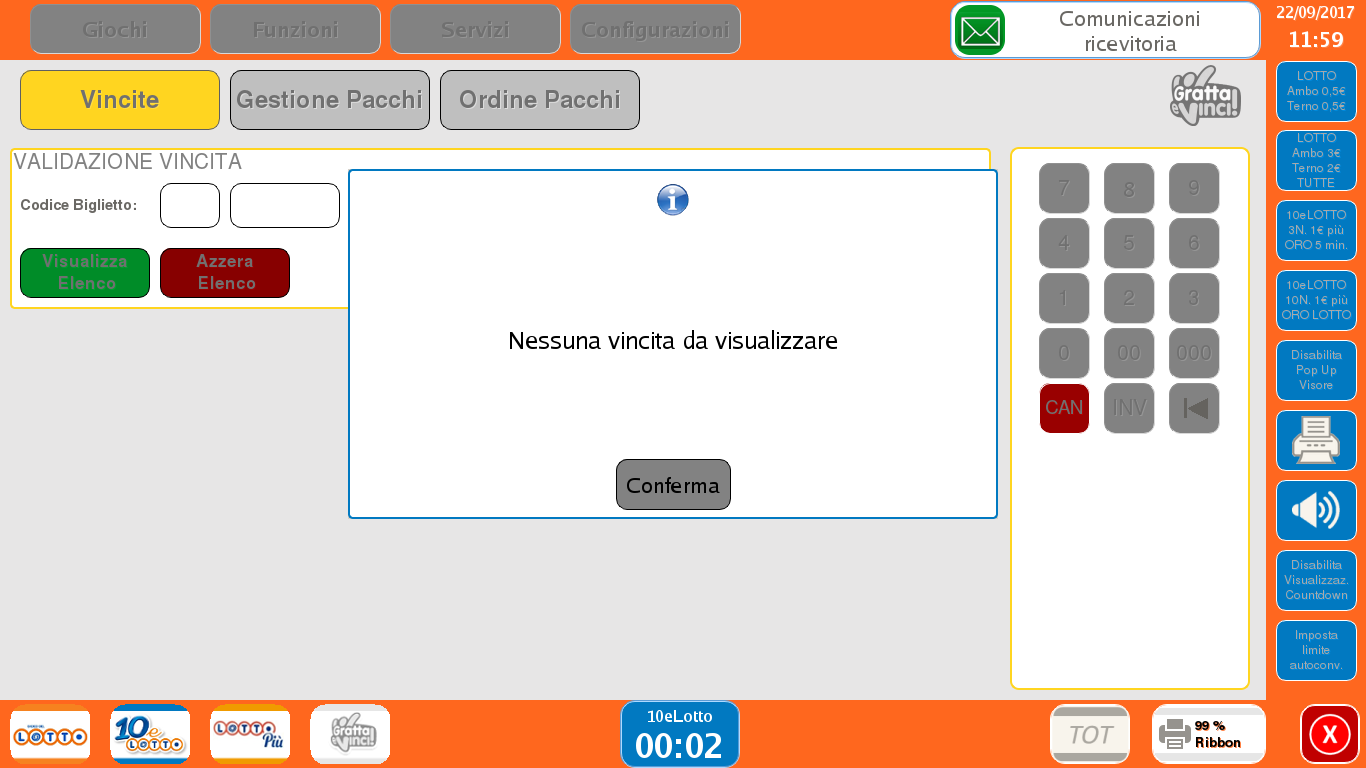 Giochi
Funzioni
Servizi
Configurazioni
Comunicazioni
ricevitoria
22/09/2017
11:59
Vincite
Gestione Pacchi
Ordine Pacchi
Gratta
e Vinci!
VALIDAZIONE VINCITA
Codice Biglietto:
Visualizza
Elenco
Azzera
Elenco
Nessuna vincita da visualizzare
Conferma
7 8 9
4 5 6
1 2 3
0 00 000
CAN INV
LOTTO
Ambo 0,5€
Terno 0,5€
LOTTO
Ambo 3€
Terno 2€
TUTTE
10eLOTTO
3N. 1€ più
ORO 5 min.
10eLOTTO
10N. 1€ più
ORO LOTTO
Disabilita
Pop Up
Visore
Disabilita
Visualizzaz.
Countdown
Imposta
limite
autoconv.
LOTTO
10eLOTTO
LOTTO
Più
Gratta
e Vinci!
10eLotto
00:02
TOT
99 %
Ribbon
X